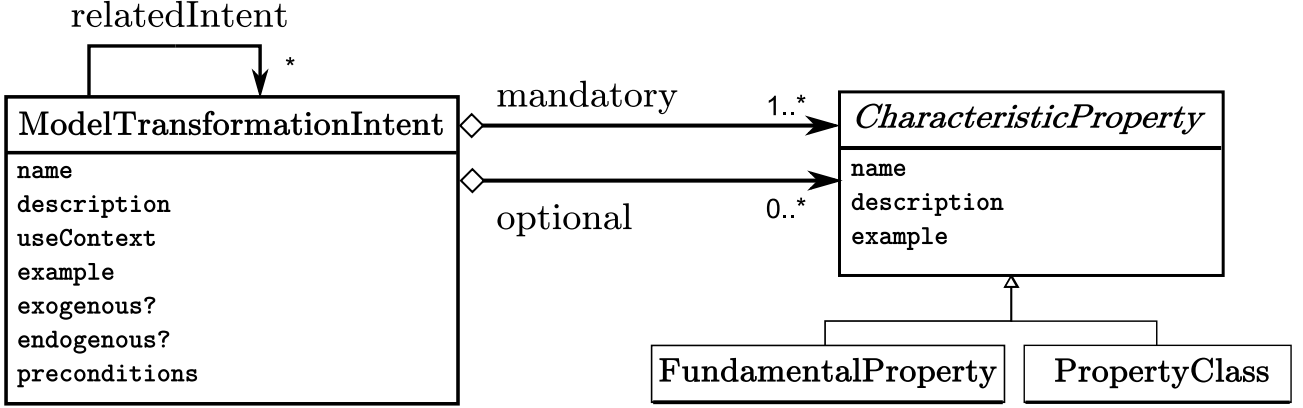 relatedIntent
*
ModelTransformationIntent
name
description
useContext
example
exogenous?
endogenous?
preconditions
mandatory
1..*
optional
0..*
CharacteristicProperty
name
description
example
FundamentalProperty
PropertyClass